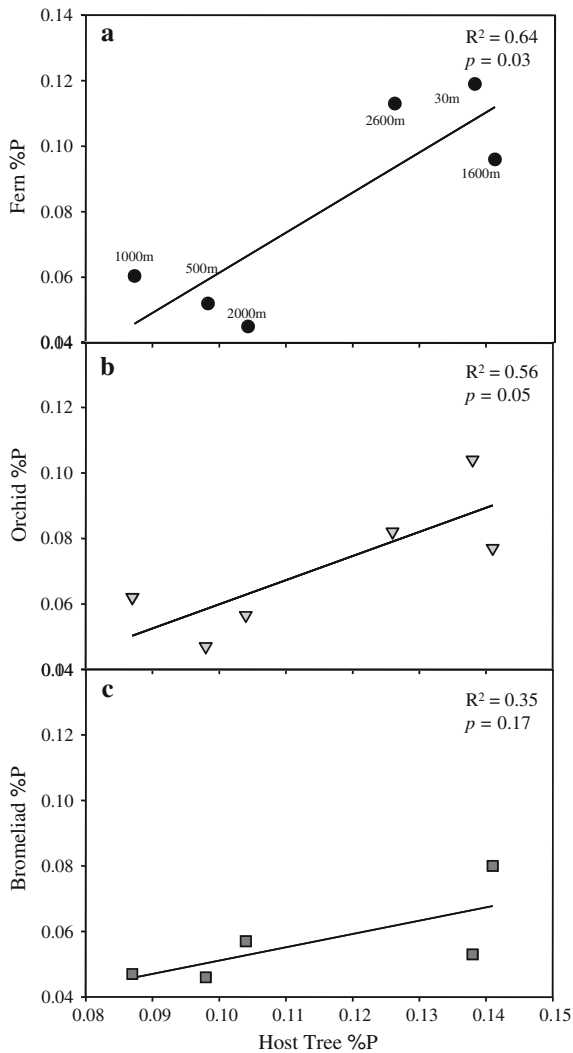 a
R² = 0.64
p = 0.03
0.14
0.12
0.10
0.08
0.06
0.04
Fern %P
2600m
30m
1600m
1000m
500m
2000m
b
R² = 0.56
p = 0.05
0.14
0.12
0.10
0.08
0.06
0.04
Orchid %P
c
R² = 0.35
p = 0.17
0.14
0.12
0.10
0.08
0.06
0.04
Bromeliad %P
0.08 0.09 0.10 0.11 0.12 0.13 0.14 0.15
Host Tree %P